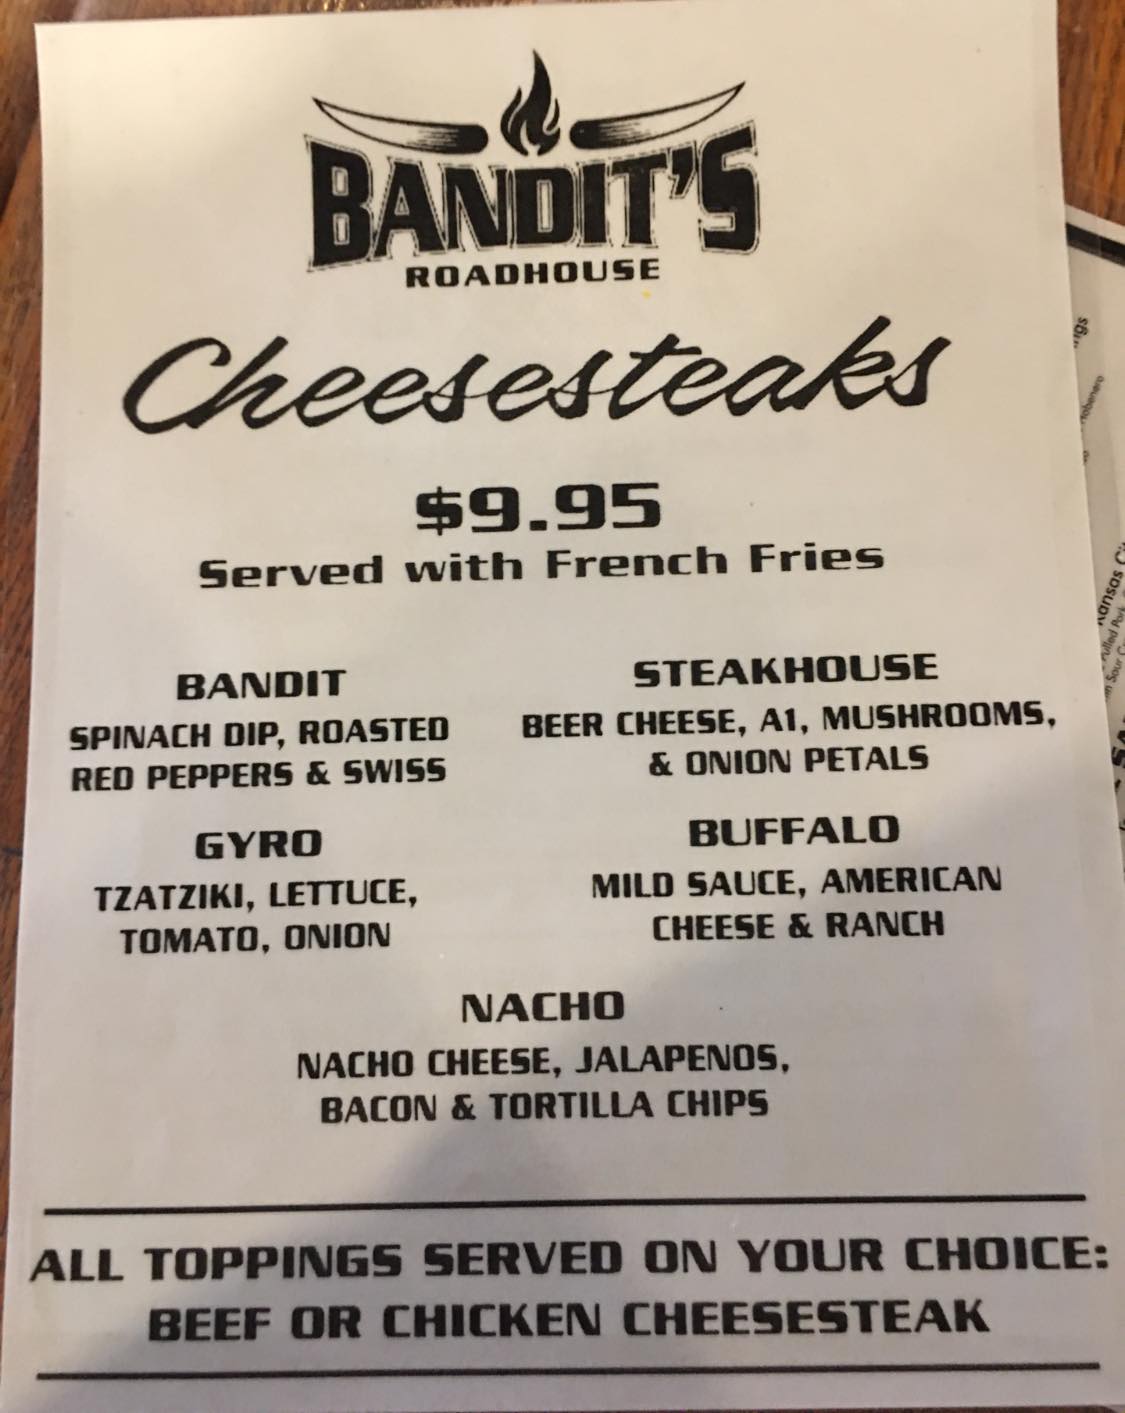 BANDIT'S
ROADHOUSE
Cheesesteaks
$9.95
Served with French Fries
BANDIT
SPINACH DIP, ROASTED
RED PEPPERS & SWISS
STEAKHOUSE
BEER CHEESE, A1, MUSHROOMS,
& ONION PETALS
GYRO
TZATZIKI, LETTUCE,
TOMATO, ONION
BUFFALO
MILD SAUCE, AMERICAN
CHEESE & RANCH
NACHO
NACHO CHEESE, JALAPENOS,
BACON & TORTILLA CHIPS
ALL TOPPINGS SERVED ON YOUR CHOICE:
BEEF OR CHICKEN CHEESESTEAK
Kansas